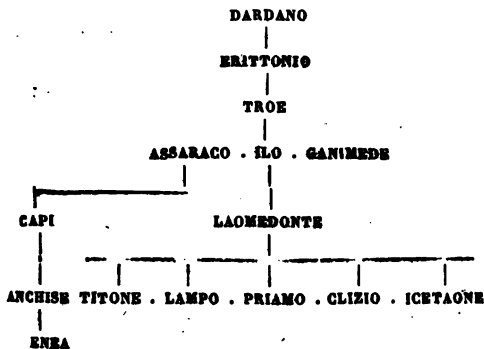 DARDANO
ERITTONIO
TROE
ASSARACO . ILO . GANIMEDE
CAPI LAOMEDONTE
ANCHISE TITONE . LAMPO . PRIAMO . CLIZIO . ICETAONE
ENEA